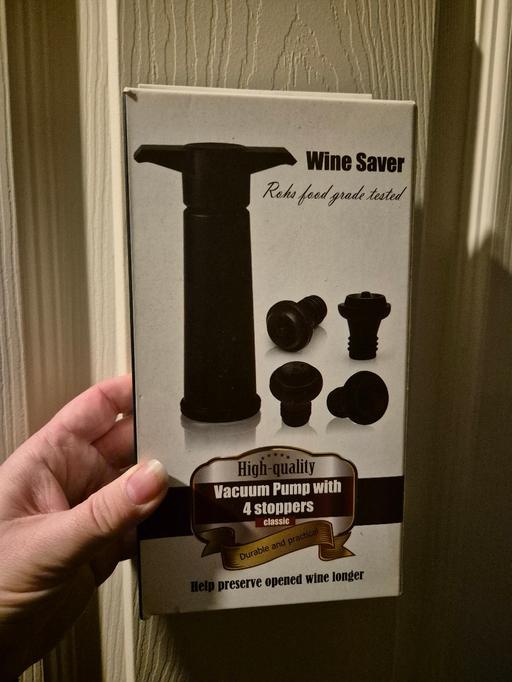 Wine Saver
Rohs food grade tested
High-quality
Vacuum Pump with
4 stoppers
classic
Durable and practical
Help preserve opened wine longer